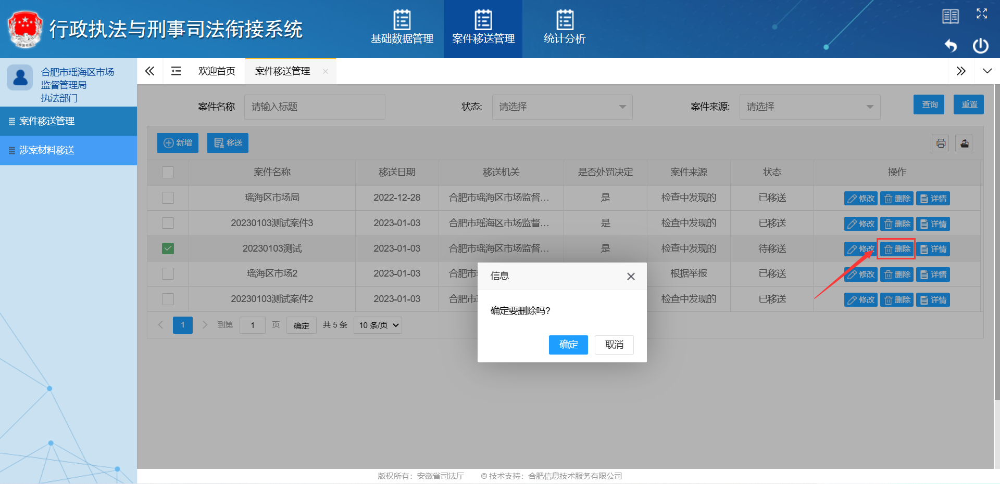 行政执法与刑事司法衔接系统
基础数据管理
案件移送管理
统计分析
合肥市瑶海区市场
监督管理局
执法部门
案件移送管理
涉案材料移送
欢迎首页 案件移送管理
案件名称 请输入标题 状态: 请选择 案件来源: 请选择 查询 重置
新增 移送
案件名称 移送日期 移送机关 是否处罚决定 案件来源 状态 操作
瑶海区市场局 2022-12-28 合肥市瑶海区市场监督... 是 检查中发现的 已移送 修改 删除 详情
20230103测试案件3 2023-01-03 合肥市瑶海区市场监督... 是 检查中发现的 已移送 修改 删除 详情
20230103测试 2023-01-03 合肥市瑶海区市场监督... 是 检查中发现的 待移送 修改 删除 详情
瑶海区市场2 2023-01-03 合肥市 根据举报 已移送 修改 删除 详情
20230103测试案件2 2023-01-03 合肥市 检查中发现的 已移送 修改 删除 详情
1 到第 1 页 确定 共 5 条 10 条/页
信息
确定要删除吗?
确定 取消
版权所有：安徽省司法厅 © 技术支持：合肥信息技术服务有限公司